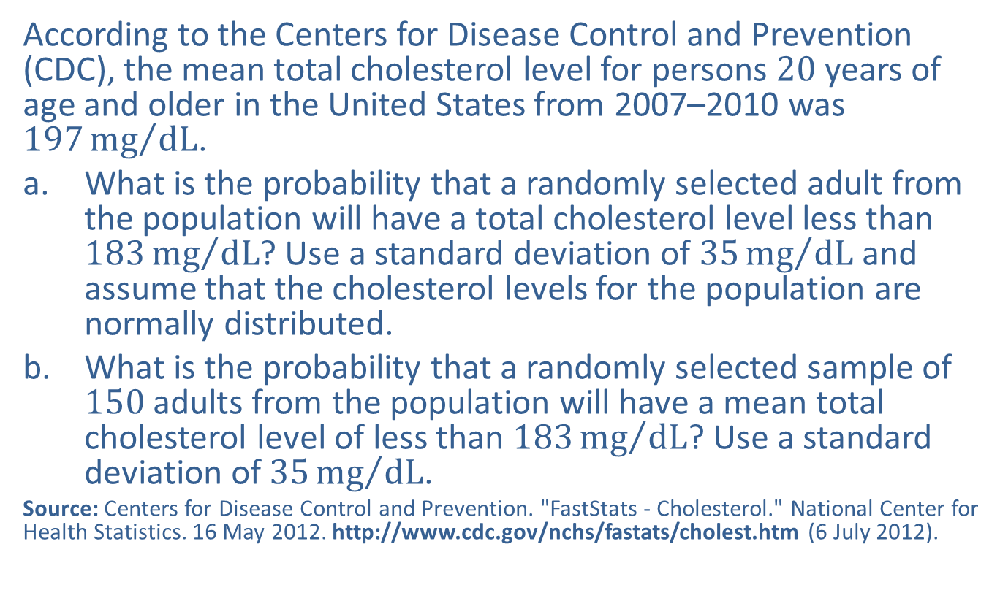 According to the Centers for Disease Control and Prevention
(CDC), the mean total cholesterol level for persons 20 years of
age and older in the United States from 2007–2010 was
197 mg/dL.
a. What is the probability that a randomly selected adult from
the population will have a total cholesterol level less than
183 mg/dL? Use a standard deviation of 35 mg/dL and
assume that the cholesterol levels for the population are
normally distributed.
b. What is the probability that a randomly selected sample of
150 adults from the population will have a mean total
cholesterol level of less than 183 mg/dL? Use a standard
deviation of 35 mg/dL.
Source: Centers for Disease Control and Prevention. "FastStats - Cholesterol." National Center for
Health Statistics. 16 May 2012. http://www.cdc.gov/nchs/fastats/cholest.htm (6 July 2012).